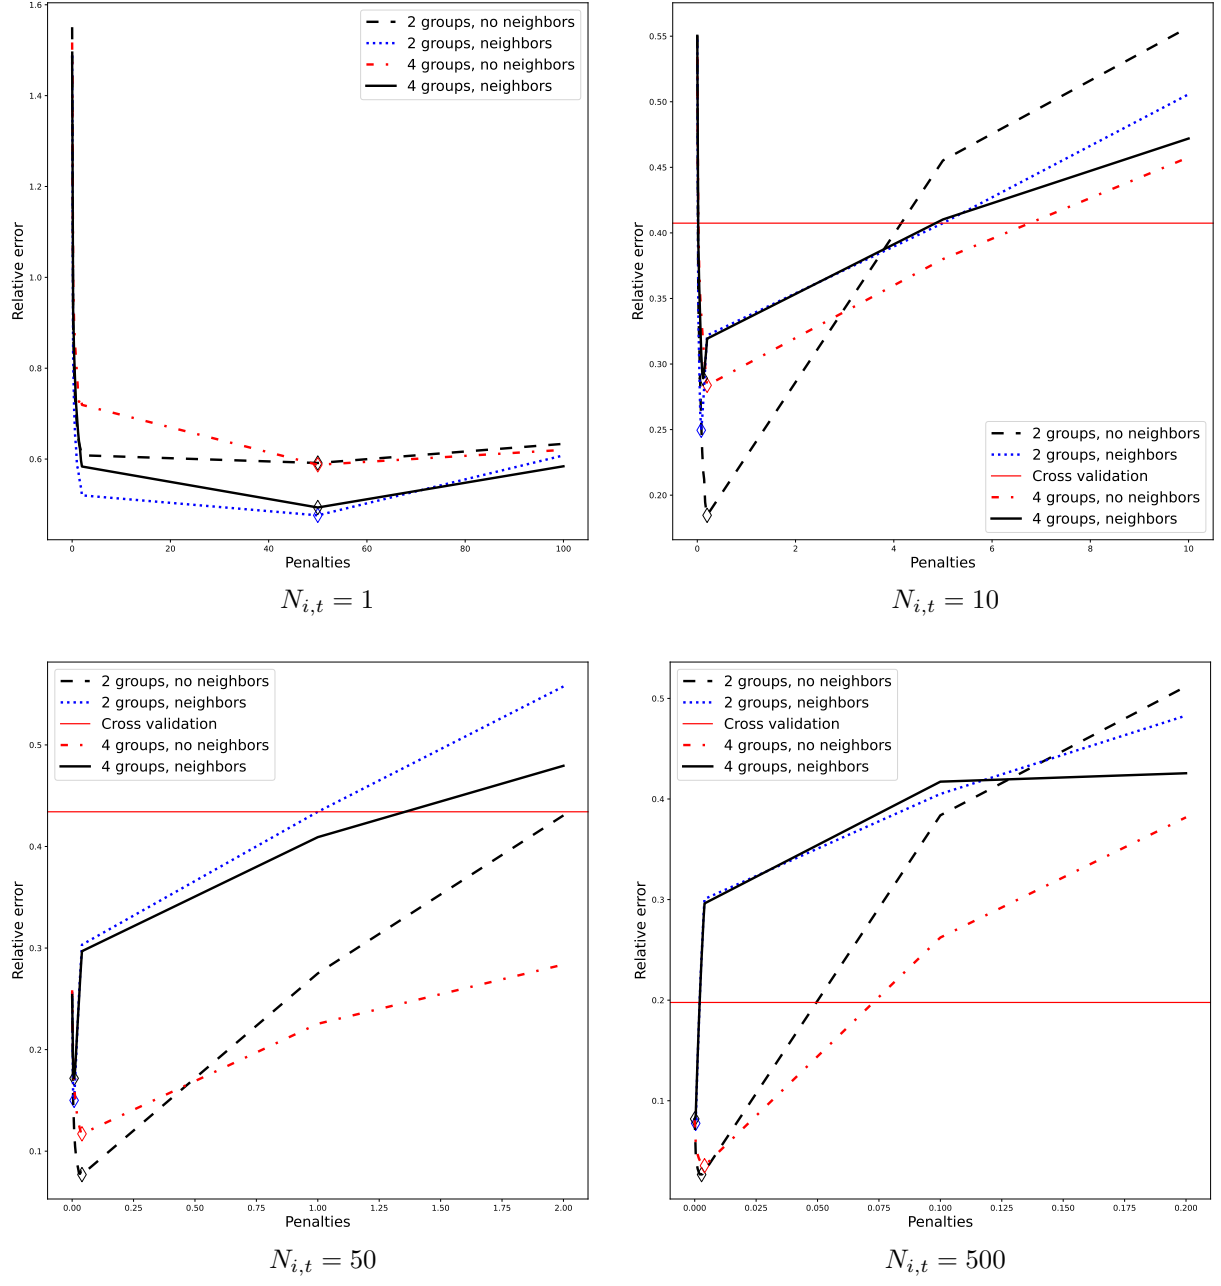 1.6
1.4
1.2
1.0
0.8
0.6
Relative error
2 groups, no neighbors
2 groups, neighbors
4 groups, no neighbors
4 groups, neighbors
0 20 40 60 80 100
Penalties
N_{i,t} = 1
0.55
0.50
0.45
0.40
0.35
0.30
0.25
0.20
Relative error
2 groups, no neighbors
2 groups, neighbors
Cross validation
4 groups, no neighbors
4 groups, neighbors
0 2 4 6 8 10
Penalties
N_{i,t} = 10
0.5
0.4
0.3
0.2
0.1
Relative error
2 groups, no neighbors
2 groups, neighbors
Cross validation
4 groups, no neighbors
4 groups, neighbors
0.00 0.25 0.50 0.75 1.00 1.25 1.50 1.75 2.00
Penalties
N_{i,t} = 50
0.5
0.4
0.3
0.2
0.1
Relative error
2 groups, no neighbors
2 groups, neighbors
Cross validation
4 groups, no neighbors
4 groups, neighbors
0.000 0.025 0.050 0.075 0.100 0.125 0.150 0.175 0.200
Penalties
N_{i,t} = 500